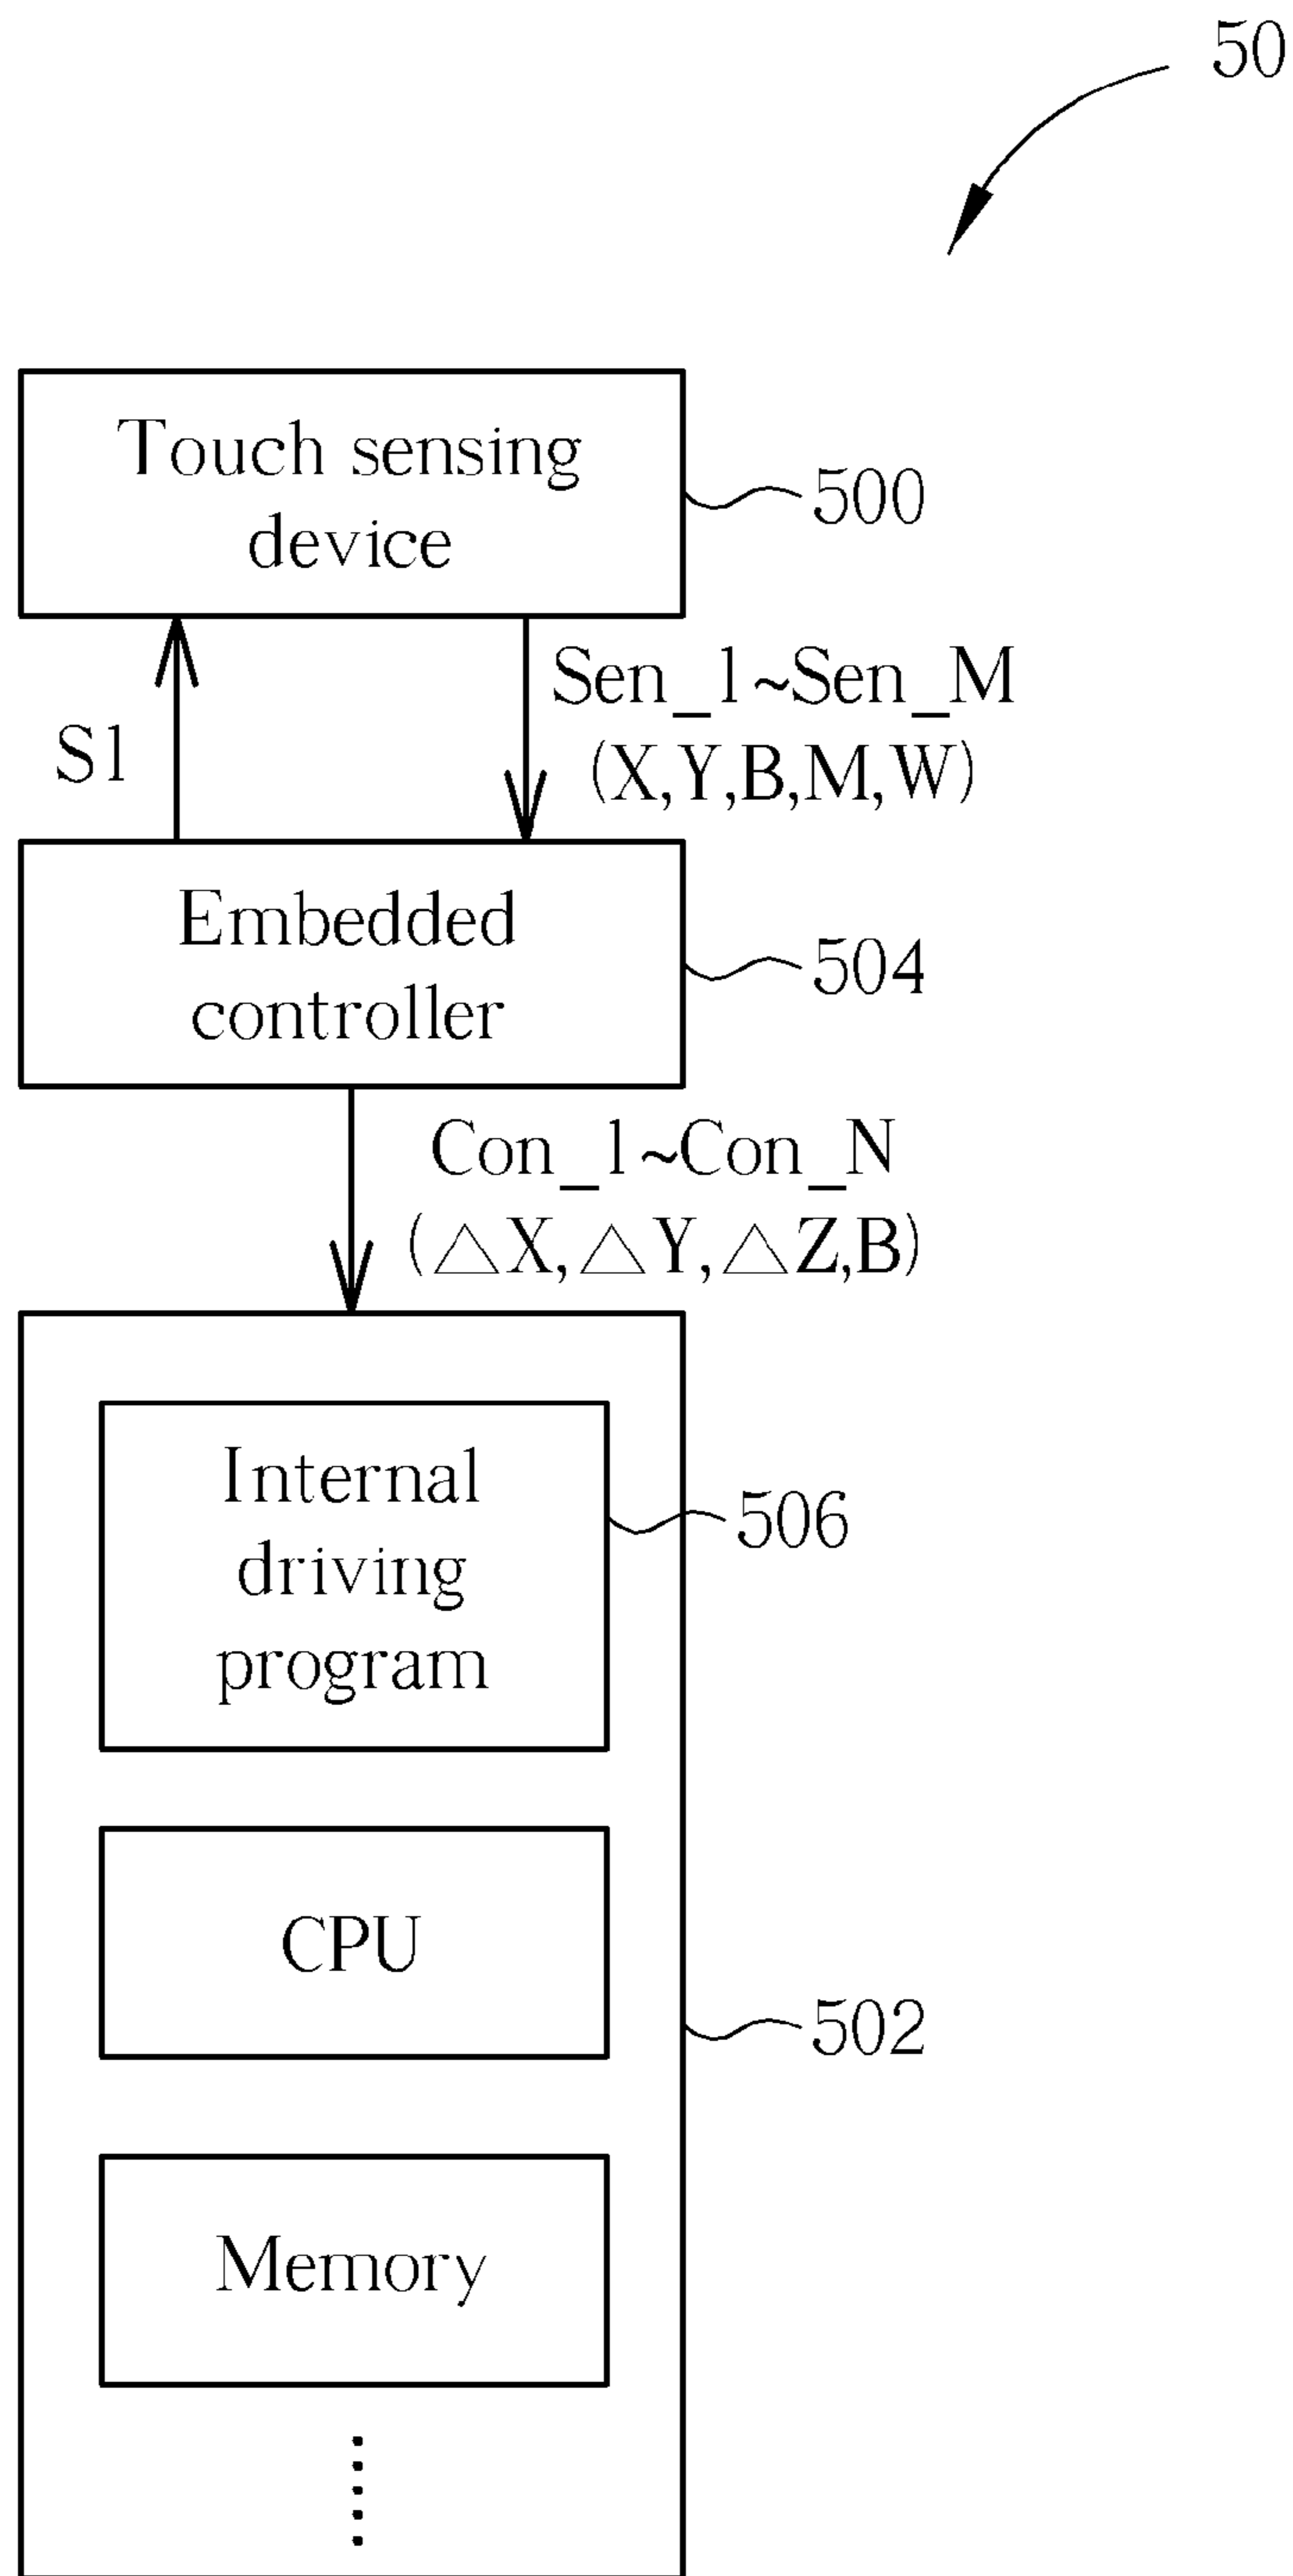 50
Touch sensing
device
500
S1
Sen_1~Sen_M
(X,Y,B,M,W)
Embedded
controller
504
Con_1~Con_N
(△X,△Y,△Z,B)
Internal
driving
program
506
CPU
502
Memory